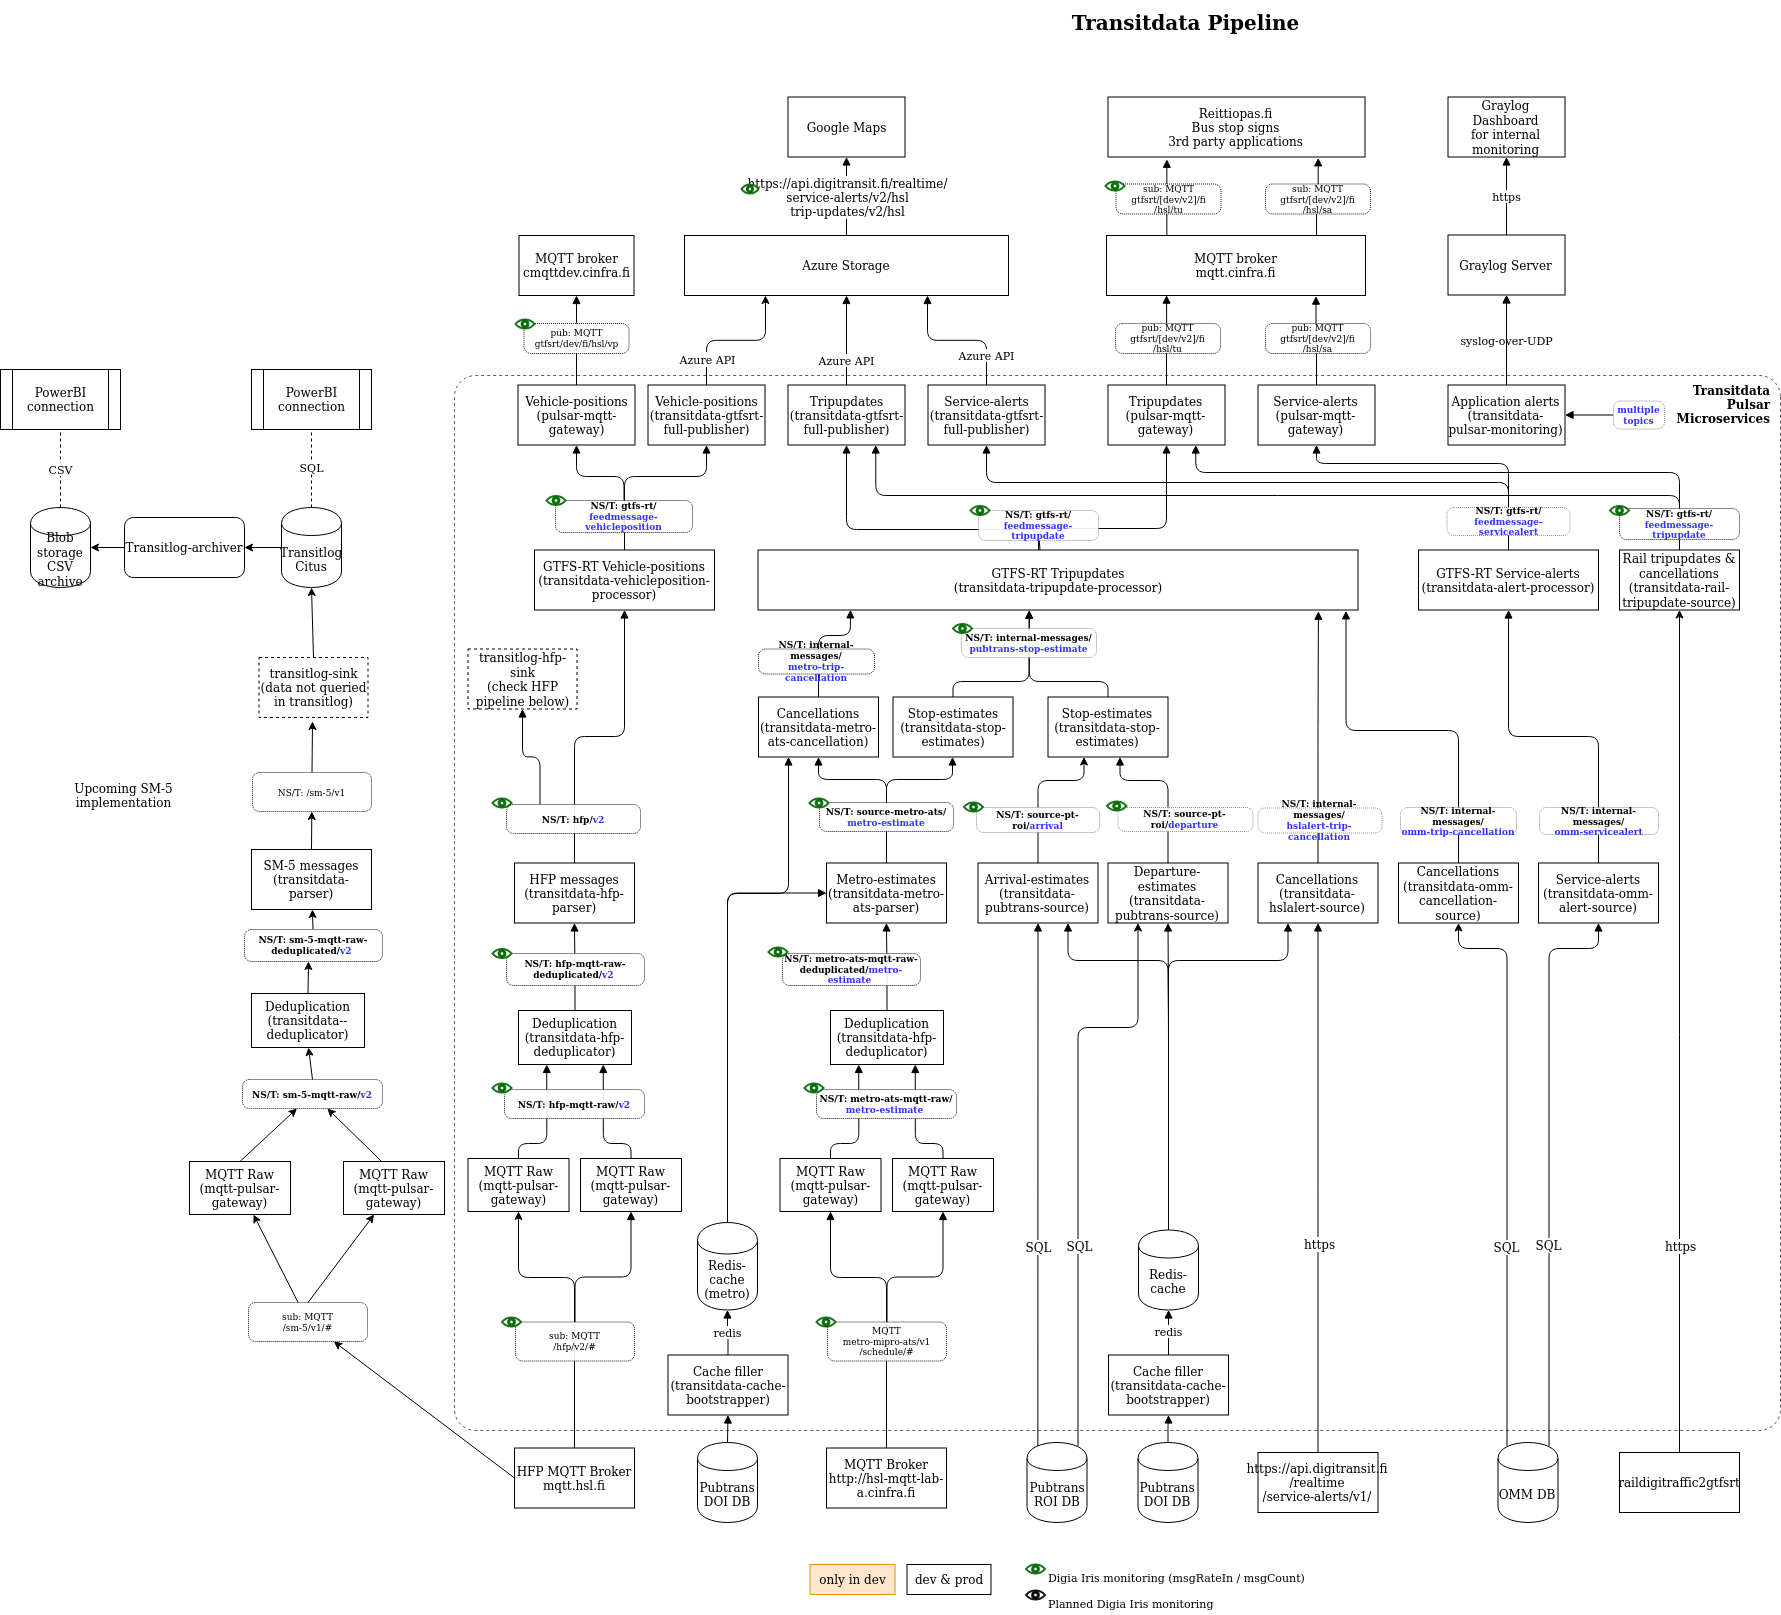 Transitdata Pipeline
Google Maps
Reittiopas.fi
Bus stop signs
3rd party applications
Graylog
Dashboard
for internal
monitoring
https://api.digitransit.fi/realtime/
service-alerts/v2/hsl
trip-updates/v2/hsl
sub: MQTT
gtfsrt/[dev/v2]/fi
/hsl/tu
sub: MQTT
gtfsrt/[dev/v2]/fi
/hsl/sa
https
MQTT broker
cmqttdev.cinfra.fi
Azure Storage
MQTT broker
mqtt.cinfra.fi
Graylog Server
pub: MQTT
gtfsrt/dev/fi/hsl/vp
Azure API
Azure API
Azure API
pub: MQTT
gtfsrt/[dev/v2]/fi
/hsl/tu
pub: MQTT
gtfsrt/[dev/v2]/fi
/hsl/sa
syslog-over-UDP
PowerBI
connection
PowerBI
connection
Vehicle-positions
(pulsar-mqtt-
gateway)
Vehicle-positions
(transitdata-gtfsrt-
full-publisher)
Tripupdates
(transitdata-gtfsrt-
full-publisher)
Service-alerts
(transitdata-gtfsrt-
full-publisher)
Tripupdates
(pulsar-mqtt-
gateway)
Service-alerts
(pulsar-mqtt-
gateway)
Application alerts
(transitdata-
pulsar-monitoring)
multiple
topics
Transitdata
Pulsar
Microservices
CSV
SQL
NS/T: gtfs-rt/
feedmessage-
vehicleposition
NS/T: gtfs-rt/
feedmessage-
tripupdate
NS/T: gtfs-rt/
feedmessage-
servicealert
NS/T: gtfs-rt/
feedmessage-
tripupdate
Blob
storage
CSV
archive
Transitlog-archiver
Transitlog
Citus
GTFS-RT Vehicle-positions
(transitdata-vehicleposition-
processor)
GTFS-RT Tripupdates
(transitdata-tripupdate-processor)
GTFS-RT Service-alerts
(transitdata-alert-processor)
Rail tripupdates &
cancellations
(transitdata-rail-
tripupdate-source)
transitlog-sink
(data not queried
in transitlog)
transitlog-hfp-
sink
(check HFP
pipeline below)
NS/T: internal-
messages/
metro-trip-
cancellation
NS/T: internal-messages/
pubtrans-stop-estimate
Cancellations
(transitdata-metro-
ats-cancellation)
Stop-estimates
(transitdata-stop-
estimates)
Stop-estimates
(transitdata-stop-
estimates)
Upcoming SM-5
implementation
NS/T: /sm-5/v1
NS/T: hfp/v2
NS/T: source-metro-ats/
metro-estimate
NS/T: source-pt-
roi/arrival
NS/T: source-pt-
roi/departure
NS/T: internal-
messages/
hslalert-trip-
cancellation
NS/T: internal-
messages/
omm-trip-cancellation
NS/T: internal-
messages/
omm-servicealert
SM-5 messages
(transitdata-
parser)
HFP messages
(transitdata-hfp-
parser)
Metro-estimates
(transitdata-metro-
ats-parser)
Arrival-estimates
(transitdata-
pubtrans-source)
Departure-
estimates
(transitdata-
pubtrans-source)
Cancellations
(transitdata-
hslalert-source)
Cancellations
(transitdata-omm-
cancellation-
source)
Service-alerts
(transitdata-omm-
alert-source)
NS/T: sm-5-mqtt-raw-
deduplicated/v2
NS/T: hfp-mqtt-raw-
deduplicated/v2
NS/T: metro-ats-mqtt-raw-
deduplicated/metro-
estimate
Deduplication
(transitdata--
deduplicator)
Deduplication
(transitdata-hfp-
deduplicator)
Deduplication
(transitdata-hfp-
deduplicator)
NS/T: sm-5-mqtt-raw/v2
NS/T: hfp-mqtt-raw/v2
NS/T: metro-ats-mqtt-raw/
metro-estimate
MQTT Raw
(mqtt-pulsar-
gateway)
MQTT Raw
(mqtt-pulsar-
gateway)
MQTT Raw
(mqtt-pulsar-
gateway)
MQTT Raw
(mqtt-pulsar-
gateway)
MQTT Raw
(mqtt-pulsar-
gateway)
MQTT Raw
(mqtt-pulsar-
gateway)
Redis-
cache
(metro)
SQL
SQL
Redis-
cache
https
SQL
SQL
https
sub: MQTT
/sm-5/v1/#
sub: MQTT
/hfp/v2/#
redis
MQTT
metro-mipro-ats/v1
/schedule/#
redis
Cache filler
(transitdata-cache-
bootstrapper)
Cache filler
(transitdata-cache-
bootstrapper)
HFP MQTT Broker
mqtt.hsl.fi
Pubtrans
DOI DB
MQTT Broker
http://hsl-mqtt-lab-
a.cinfra.fi
Pubtrans
ROI DB
Pubtrans
DOI DB
https://api.digitransit.fi
/realtime
/service-alerts/v1/
OMM DB
raildigitraffic2gtfsrt
only in dev
dev & prod
Digia Iris monitoring (msgRateIn / msgCount)
Planned Digia Iris monitoring